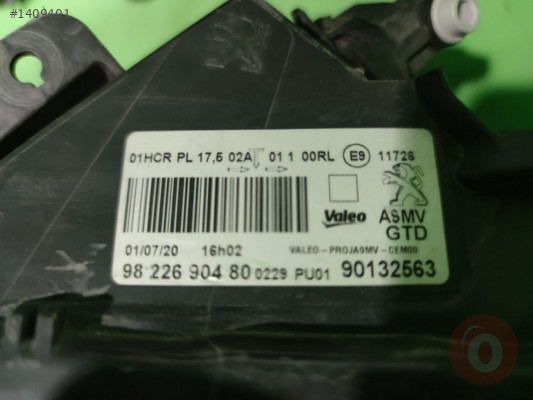 #1409401
01HCR PL 17,5 02A 01 1 00RL E9 11726
Valeo A9MV
GTD
01/07/20 16h02 VALEO-PROJA9MV-CEM00
98 226 904 80 0229 PU01 90132563